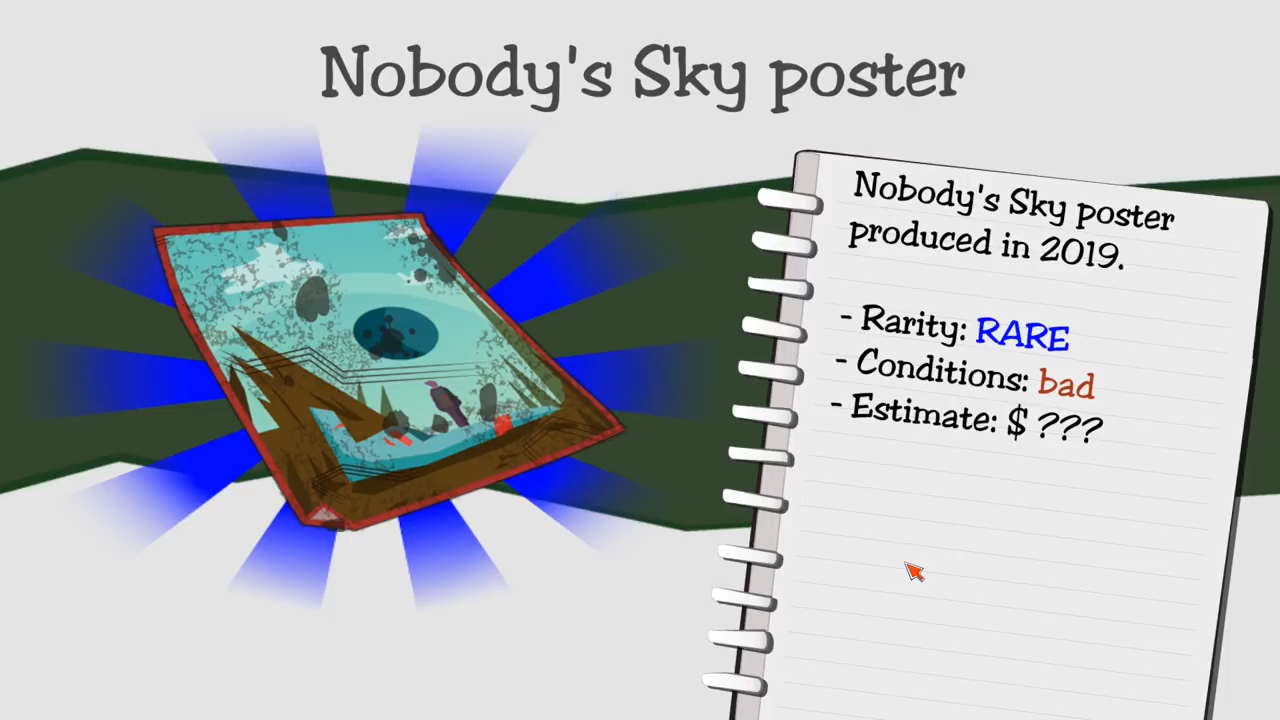 Nobody's Sky poster
Nobody's Sky poster
produced in 2019.
- Rarity: RARE
- Conditions: bad
- Estimate: $ ???